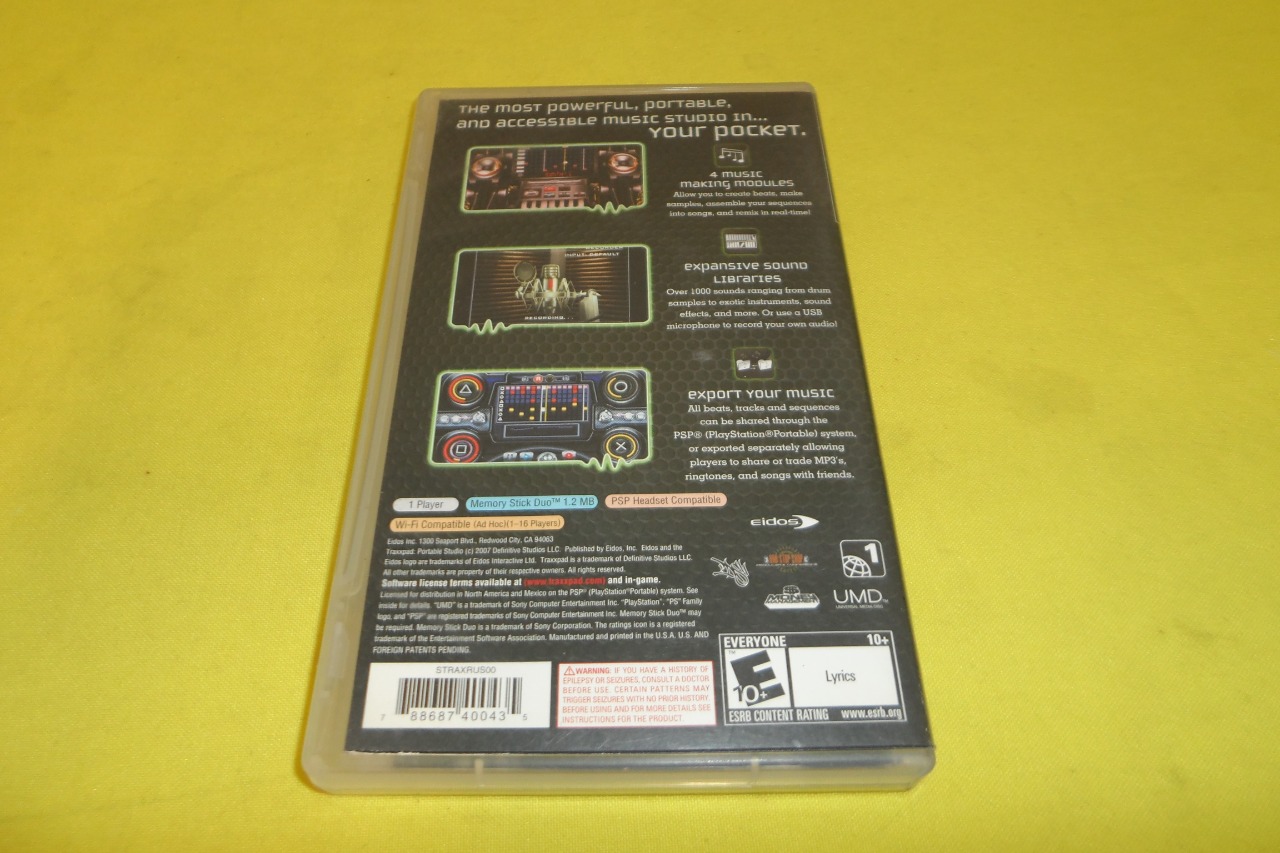 THE MOST POWERFUL, PORTABLE,
AND ACCESSIBLE MUSIC STUDIO IN...
YOUR POCKET.
4 MUSIC
MAKING MODULES
Allow you to create beats, make
samples, assemble your sequences
into songs, and remix in real-time!
INPUT: DEFAULT
RECORDING...
EXPANSIVE SOUND
LIBRARIES
Over 1000 sounds ranging from drum
samples to exotic instruments, sound
effects, and more. Or use a USB
microphone to record your own audio!
EXPORT YOUR MUSIC
All beats, tracks and sequences
can be shared through the
PSP® (PlayStation®Portable) system,
or exported separately allowing
players to share or trade MP3's,
ringtones, and songs with friends.
1 Player
Memory Stick Duo™ 1.2 MB
PSP Headset Compatible
Wi-Fi Compatible (Ad Hoc)(1-16 Players)
eidos
Eidos Inc. 1300 Seaport Blvd., Redwood City, CA 94063
Traxxpad: Portable Studio (c) 2007 Definitive Studios LLC. Published by Eidos, Inc. Eidos and the
Eidos logo are trademarks of Eidos Interactive Ltd. Traxxpad is a trademark of Definitive Studios LLC.
All other trademarks are property of their respective owners. All rights reserved.
Software license terms available at (www.traxxpad.com) and in-game.
Licensed for distribution in North America and Mexico on the PSP® (PlayStation®Portable) system. See
inside for details. "UMD" is a trademark of Sony Computer Entertainment Inc. "PlayStation", "PS" Family
logo, and "PSP" are registered trademarks of Sony Computer Entertainment Inc. Memory Stick Duo™ may
be required. Memory Stick Duo is a trademark of Sony Corporation. The ratings icon is a registered
trademark of the Entertainment Software Association. Manufactured and printed in the U.S.A. U.S. AND
FOREIGN PATENTS PENDING.
1
UMD™
UNIVERSAL MEDIA DISC
STRAXRUS00
7 88687 40043 5
WARNING: IF YOU HAVE A HISTORY OF
EPILEPSY OR SEIZURES, CONSULT A DOCTOR
BEFORE USE. CERTAIN PATTERNS MAY
TRIGGER SEIZURES WITH NO PRIOR HISTORY.
BEFORE USING AND FOR MORE DETAILS SEE
INSTRUCTIONS FOR THE PRODUCT.
EVERYONE 10+
E 10+
Lyrics
ESRB CONTENT RATING www.esrb.org